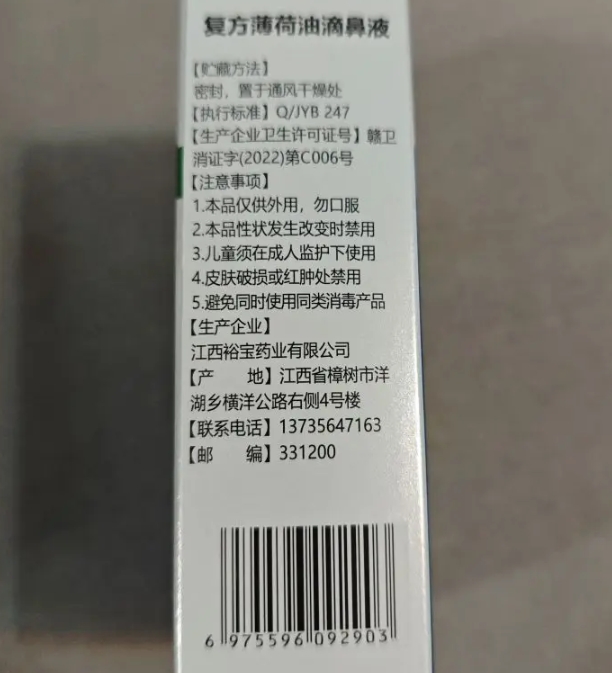 复方薄荷油滴鼻液
【贮藏方法】
密封，置于通风干燥处
【执行标准】Q/JYB 247
【生产企业卫生许可证号】赣卫
消证字(2022)第C006号
【注意事项】
1.本品仅供外用，勿口服
2.本品性状发生改变时禁用
3.儿童须在成人监护下使用
4.皮肤破损或红肿处禁用
5.避免同时使用同类消毒产品
【生产企业】
江西裕宝药业有限公司
【产 地】江西省樟树市洋
湖乡横洋公路右侧4号楼
【联系电话】13735647163
【邮 编】331200
6 975596 092903